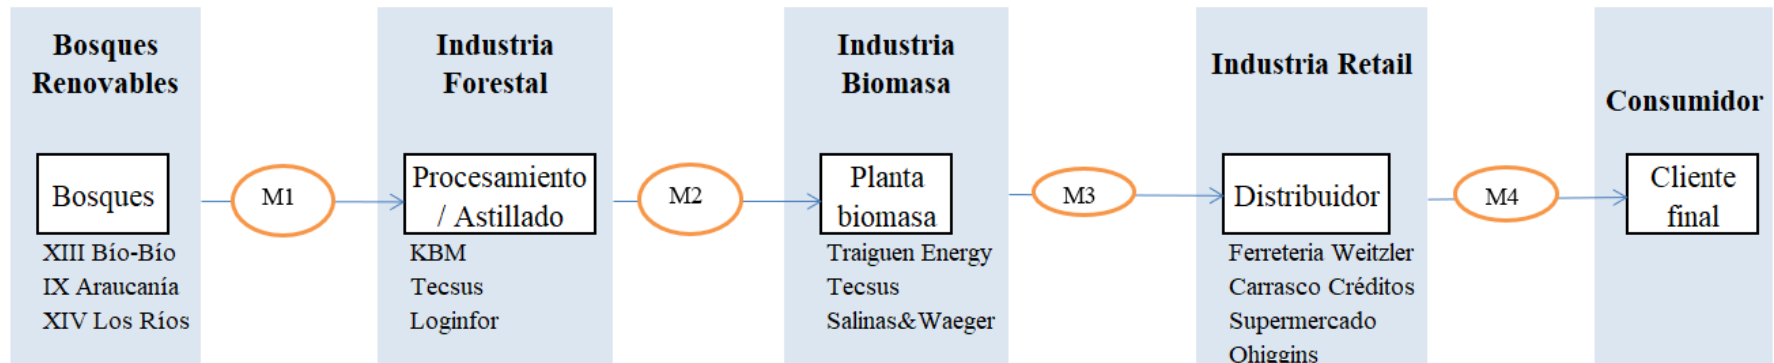 Bosques
Renovables
Bosques
XIII Bío-Bío
IX Araucanía
XIV Los Ríos
M1
Industria
Forestal
Procesamiento
/ Astillado
KBM
Tecsus
Loginfor
M2
Industria
Biomasa
Planta
biomasa
Traiguen Energy
Tecsus
Salinas&Waeger
M3
Industria Retail
Distribuidor
Ferreteria Weitzler
Carrasco Créditos
Supermercado
Ohiggins
M4
Consumidor
Cliente
final